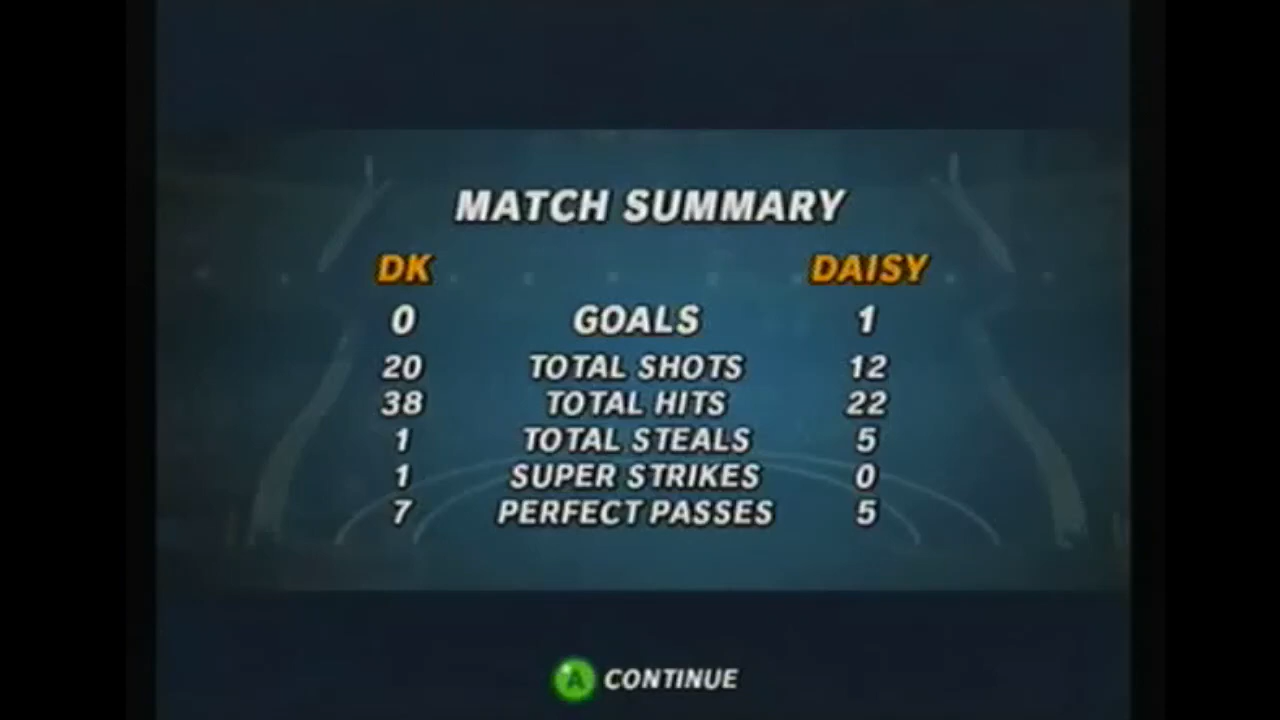 MATCH SUMMARY
DK DAISY
0 GOALS 1
20 TOTAL SHOTS 12
38 TOTAL HITS 22
1 TOTAL STEALS 5
1 SUPER STRIKES 0
7 PERFECT PASSES 5
A CONTINUE